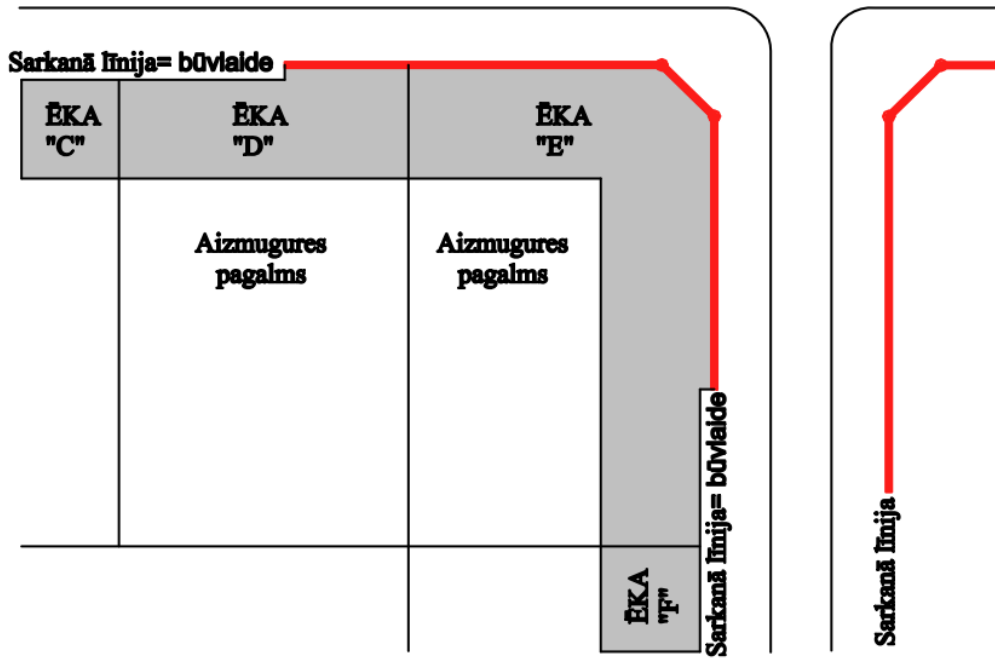 Sarkanā līnija= būvlaide
ĒKA
"C"
ĒKA
"D"
ĒKA
"E"
Aizmugures
pagalms
Aizmugures
pagalms
Sarkanā līnija= būvlaide
Sarkanā līnija
ĒKA
"F"